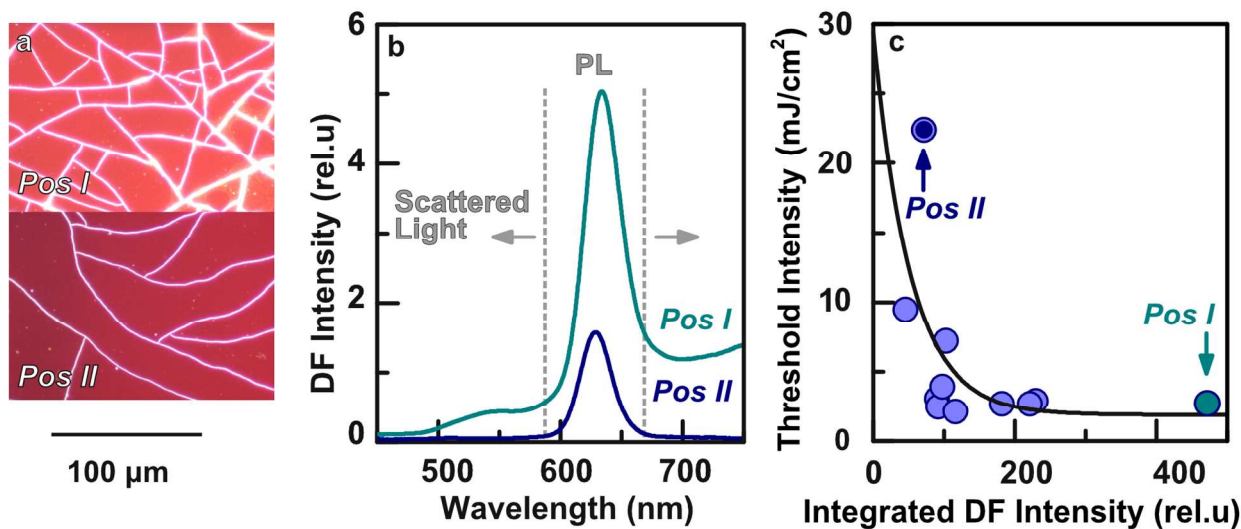 a
Pos I
Pos II
100 µm
b
PL
Scattered
Light
Pos I
Pos II
6
4
2
0
500
600
700
DF Intensity (rel.u)
Wavelength (nm)
c
Pos II
Pos I
30
20
10
0
0
200
400
Threshold Intensity (mJ/cm²)
Integrated DF Intensity (rel.u)